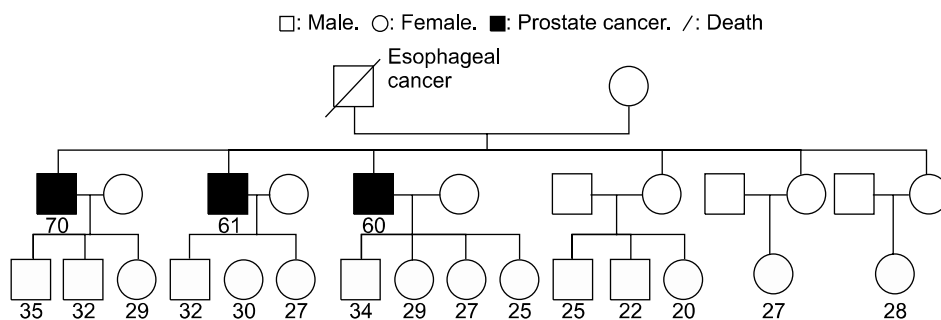 □: Male. ○: Female. ■: Prostate cancer. /: Death
Esophageal
cancer
70 61 60
35 32 29 32 30 27 34 29 27 25 25 22 20 27 28